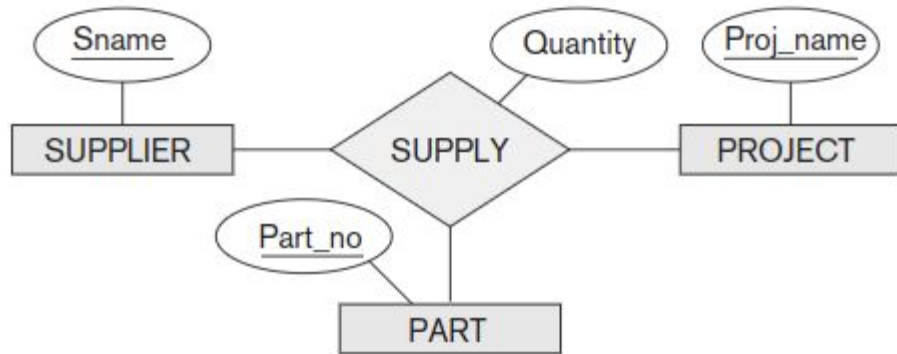 Sname
Quantity
Proj_name
SUPPLIER
SUPPLY
PROJECT
Part_no
PART